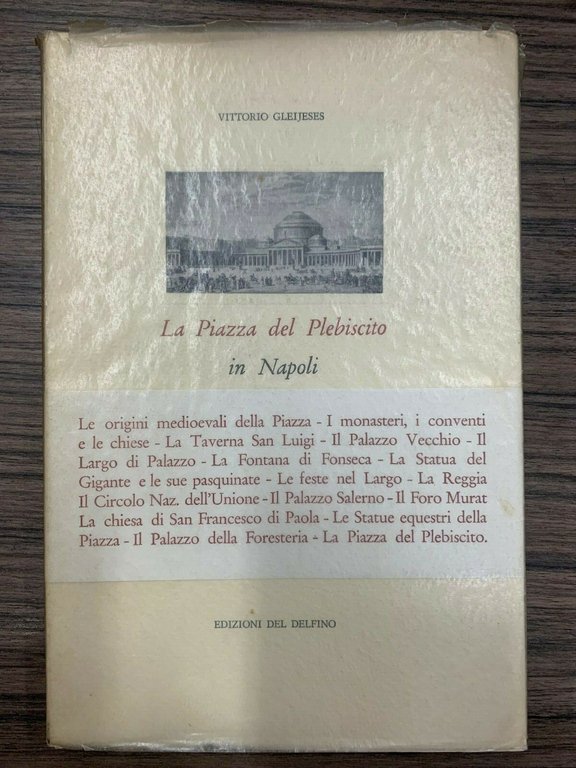 VITTORIO GLEIJESES
La Piazza del Plebiscito
in Napoli
Le origini medioevali della Piazza - I monasteri, i conventi
e le chiese - La Taverna San Luigi - Il Palazzo Vecchio - Il
Largo di Palazzo - La Fontana di Fonseca - La Statua del
Gigante e le sue pasquinate - Le feste nel Largo - La Reggia
Il Circolo Naz. dell'Unione - Il Palazzo Salerno - Il Foro Murat
La chiesa di San Francesco di Paola - Le Statue equestri della
Piazza - Il Palazzo della Foresteria - La Piazza del Plebiscito.
EDIZIONI DEL DELFINO